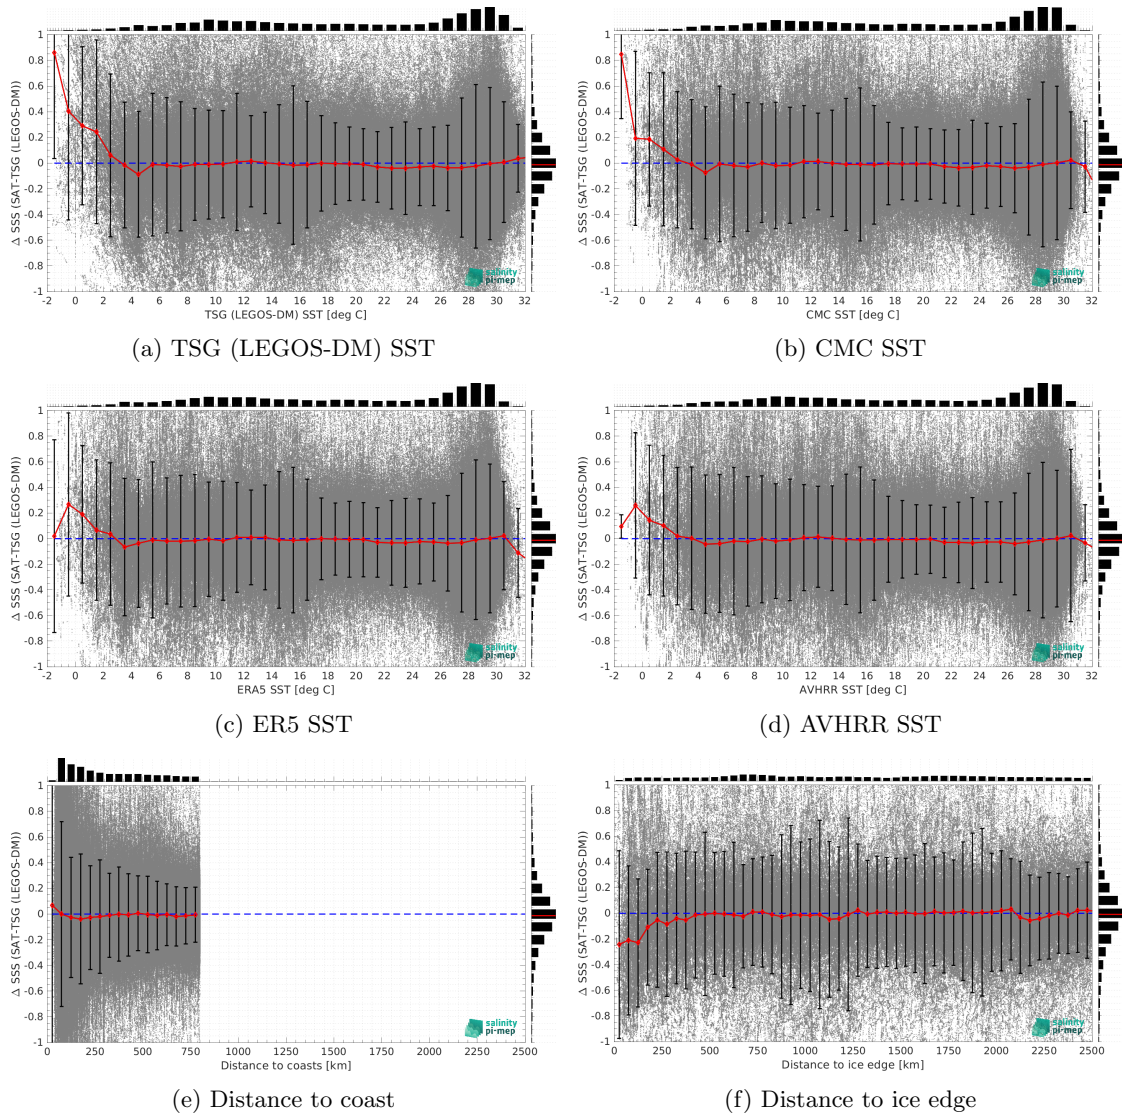 1
0.8
0.6
0.4
0.2
0
-0.2
-0.4
-0.6
-0.8
-1
Δ SSS (SAT-TSG (LEGOS-DM))
-2 0 2 4 6 8 10 12 14 16 18 20 22 24 26 28 30 32
TSG (LEGOS-DM) SST [deg C]
salinity
pi-mep
(a) TSG (LEGOS-DM) SST
1
0.8
0.6
0.4
0.2
0
-0.2
-0.4
-0.6
-0.8
-1
Δ SSS (SAT-TSG (LEGOS-DM))
-2 0 2 4 6 8 10 12 14 16 18 20 22 24 26 28 30 32
CMC SST [deg C]
salinity
pi-mep
(b) CMC SST
1
0.8
0.6
0.4
0.2
0
-0.2
-0.4
-0.6
-0.8
-1
Δ SSS (SAT-TSG (LEGOS-DM))
-2 0 2 4 6 8 10 12 14 16 18 20 22 24 26 28 30 32
ERA5 SST [deg C]
salinity
pi-mep
(c) ER5 SST
1
0.8
0.6
0.4
0.2
0
-0.2
-0.4
-0.6
-0.8
-1
Δ SSS (SAT-TSG (LEGOS-DM))
-2 0 2 4 6 8 10 12 14 16 18 20 22 24 26 28 30 32
AVHRR SST [deg C]
salinity
pi-mep
(d) AVHRR SST
1
0.8
0.6
0.4
0.2
0
-0.2
-0.4
-0.6
-0.8
-1
Δ SSS (SAT-TSG (LEGOS-DM))
0 250 500 750 1000 1250 1500 1750 2000 2250 2500
Distance to coasts [km]
salinity
pi-mep
(e) Distance to coast
1
0.8
0.6
0.4
0.2
0
-0.2
-0.4
-0.6
-0.8
-1
Δ SSS (SAT-TSG (LEGOS-DM))
0 250 500 750 1000 1250 1500 1750 2000 2250 2500
Distance to ice edge [km]
salinity
pi-mep
(f) Distance to ice edge